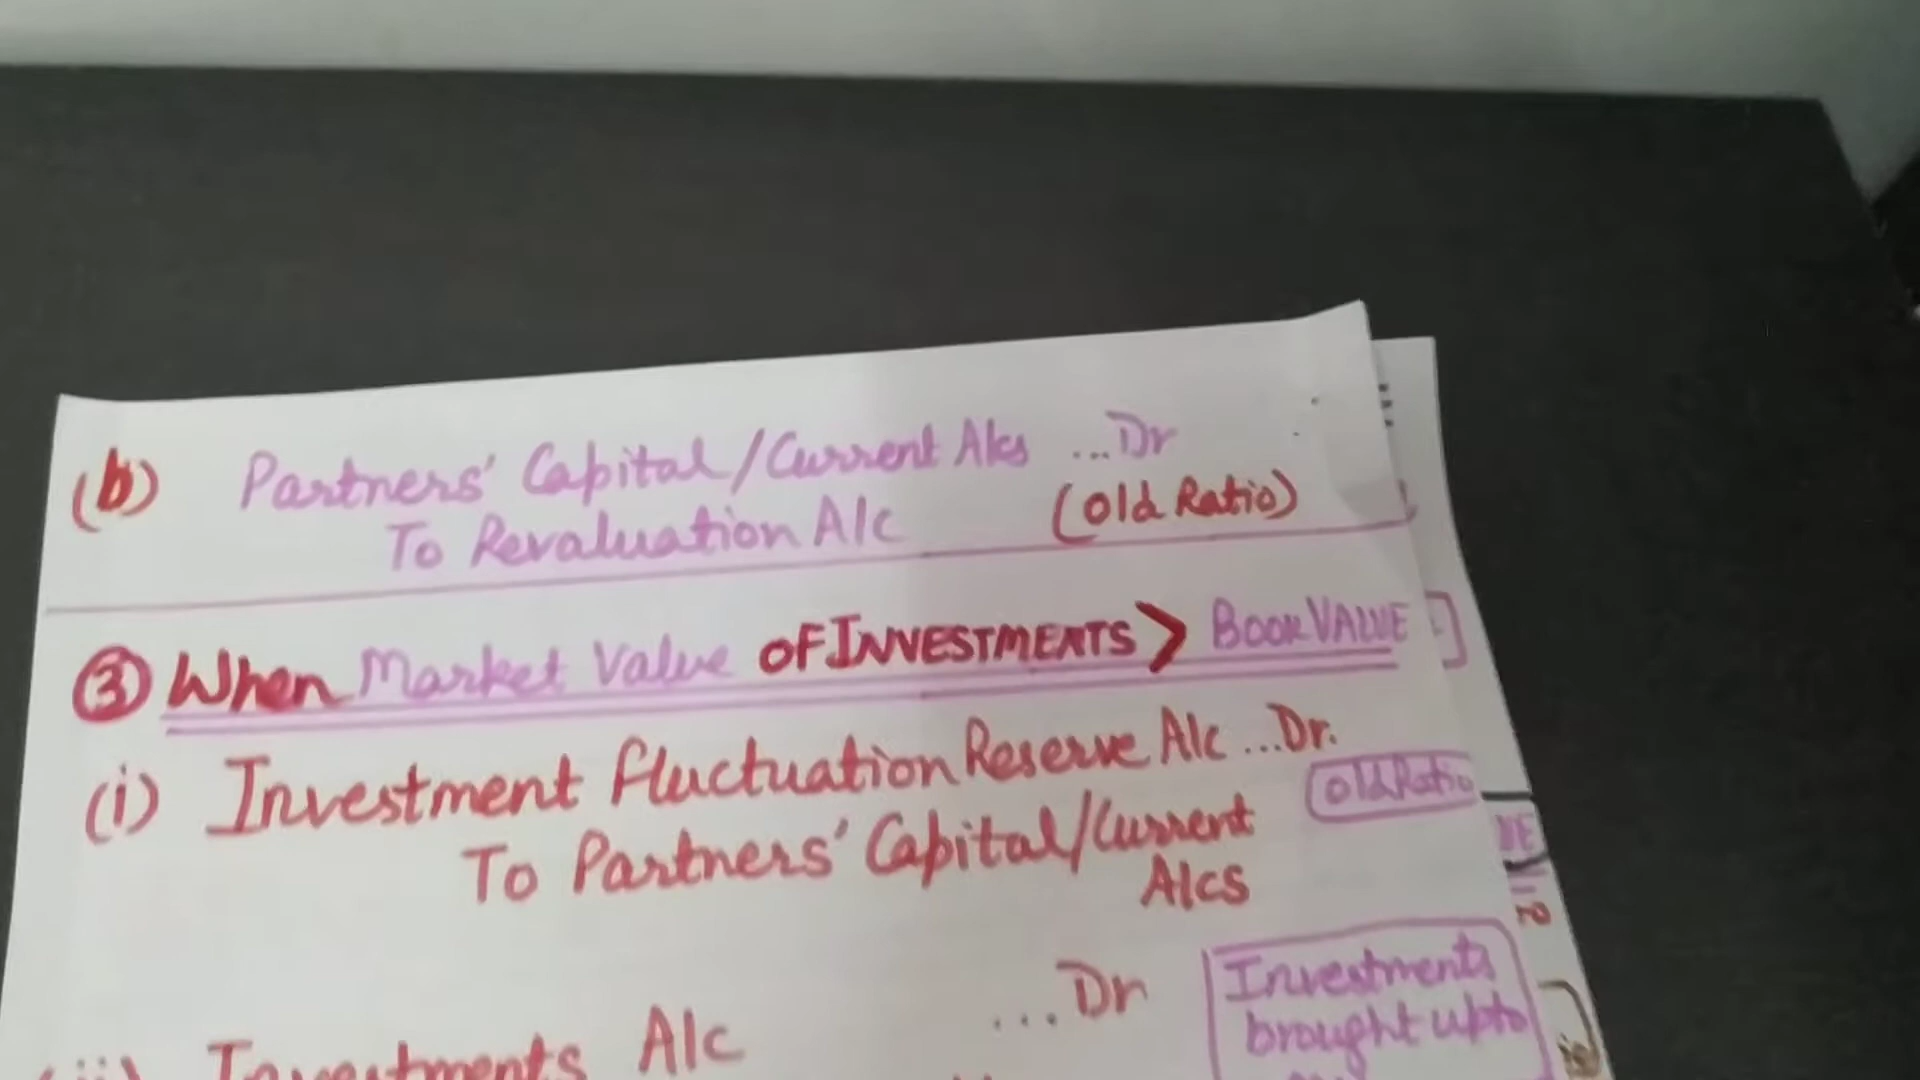 (b) Partners' Capital/Current A/cs ...Dr
To Revaluation A/c (Old Ratio)
③ When Market Value OF INVESTMENTS > BOOK VALUE
(i) Investment Fluctuation Reserve A/c ...Dr.
Old Ratio
To Partners' Capital/Current
A/cs
(ii) Investments A/c ...Dr
Investments
brought upto